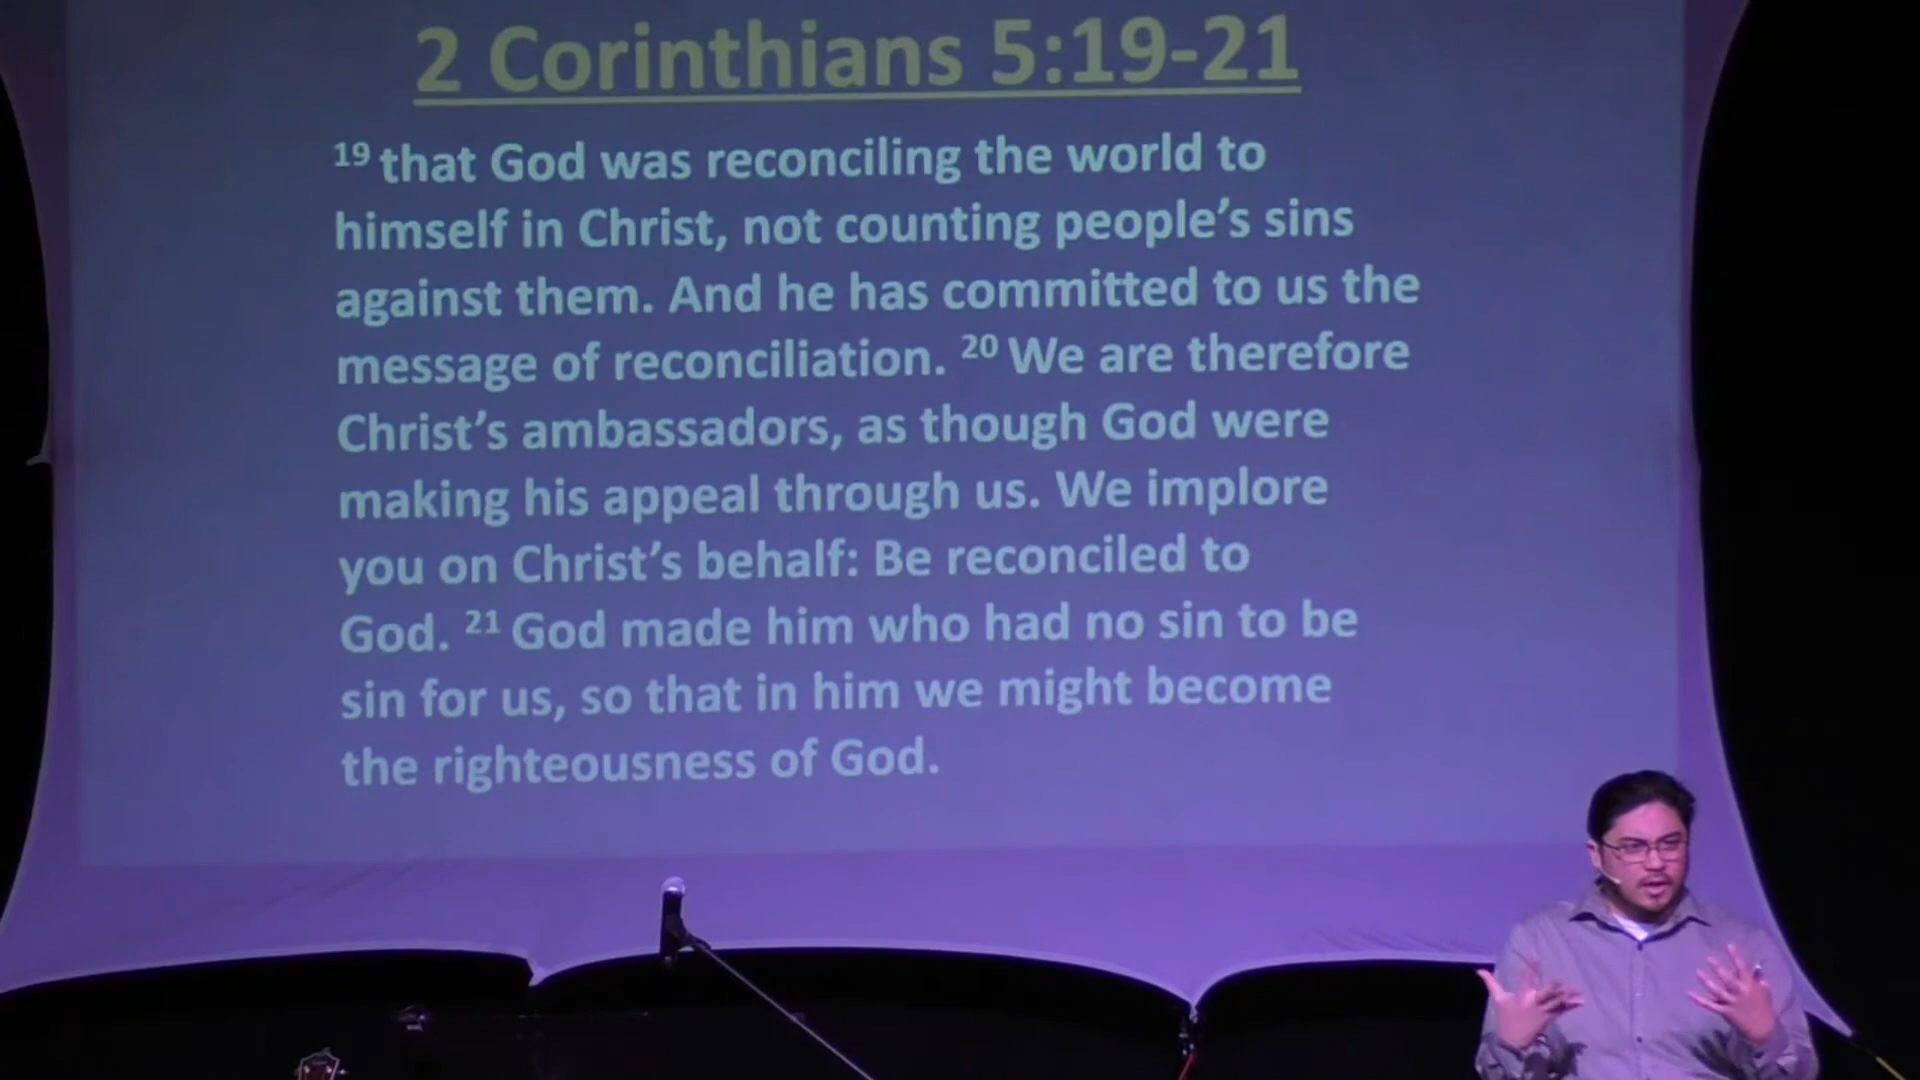 2 Corinthians 5:19-21
19 that God was reconciling the world to
himself in Christ, not counting people’s sins
against them. And he has committed to us the
message of reconciliation. 20 We are therefore
Christ’s ambassadors, as though God were
making his appeal through us. We implore
you on Christ’s behalf: Be reconciled to
God. 21 God made him who had no sin to be
sin for us, so that in him we might become
the righteousness of God.